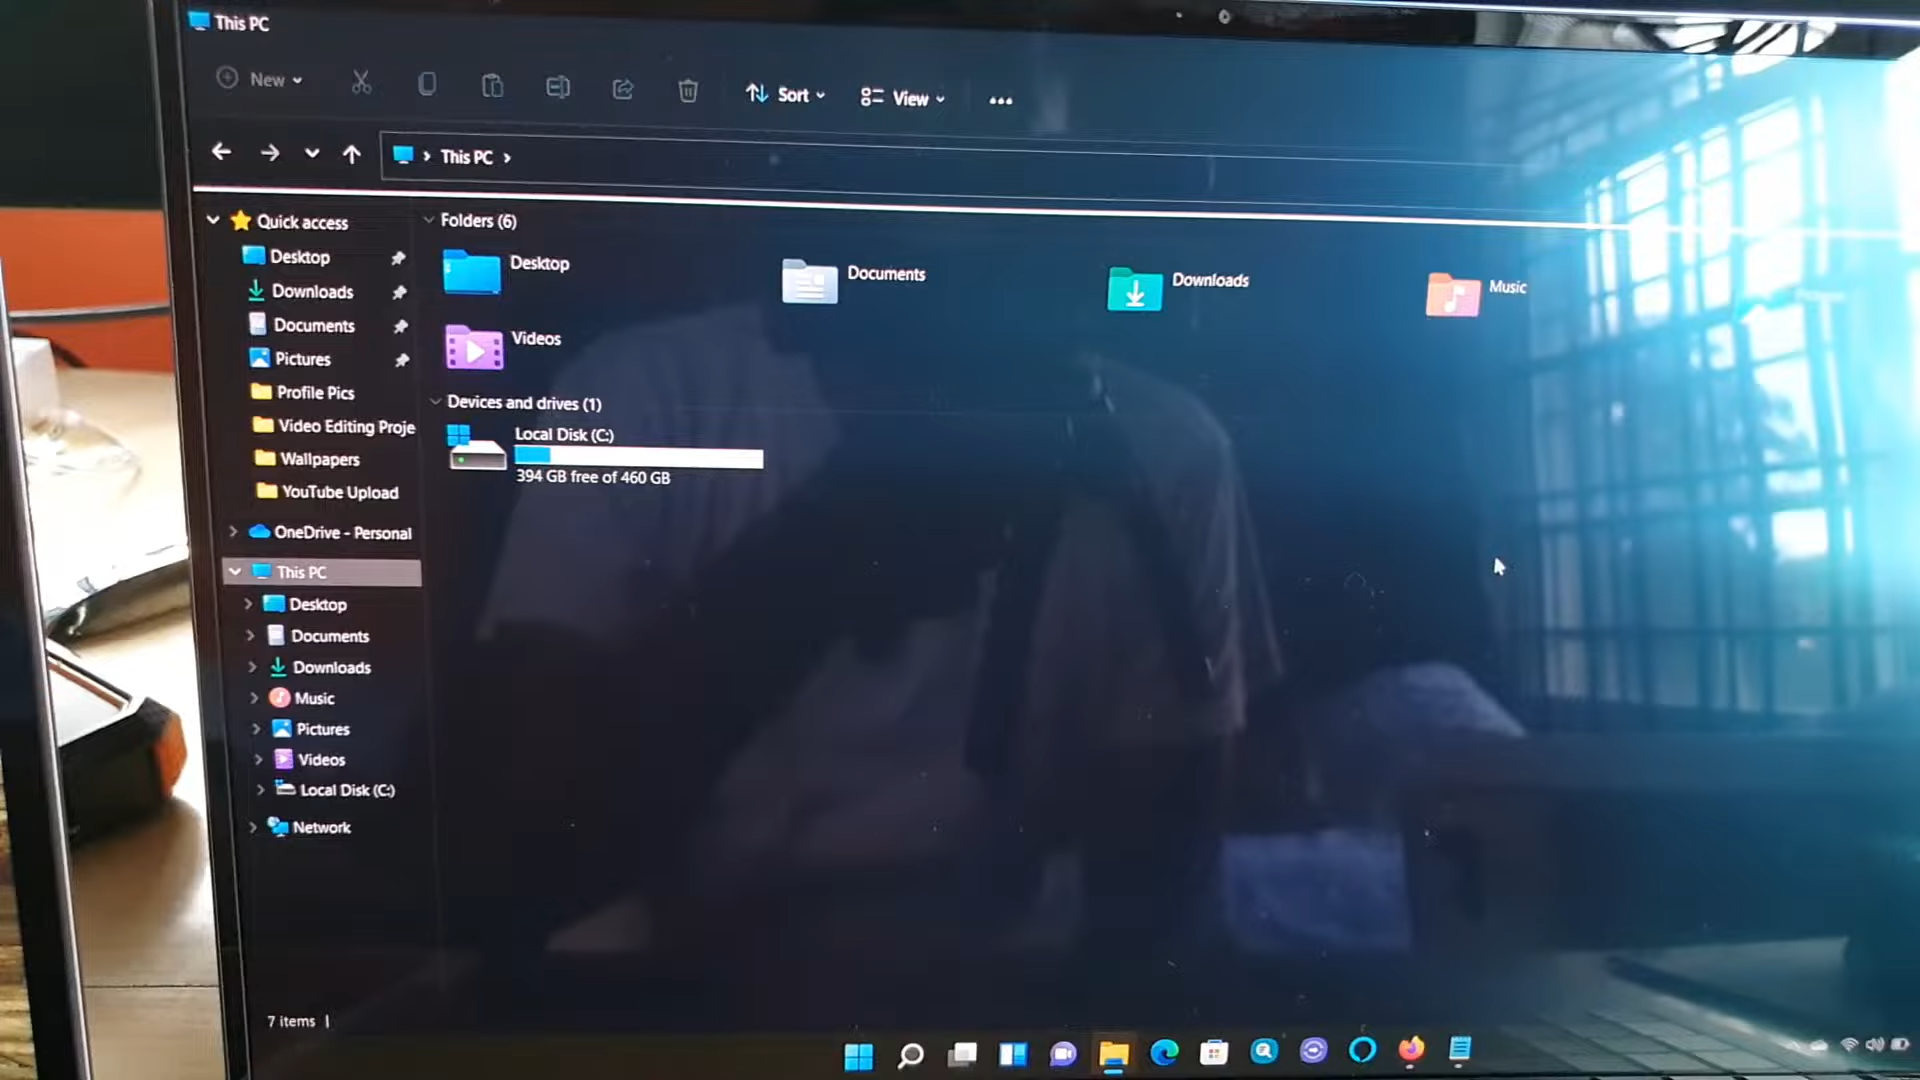 This PC
New
Sort
View
This PC
Quick access
Desktop
Downloads
Documents
Pictures
Profile Pics
Video Editing Proje
Wallpapers
YouTube Upload
OneDrive - Personal
This PC
Desktop
Documents
Downloads
Music
Pictures
Videos
Local Disk (C:)
Network
Folders (6)
Desktop
Documents
Downloads
Music
Videos
Devices and drives (1)
Local Disk (C:)
394 GB free of 460 GB
7 items